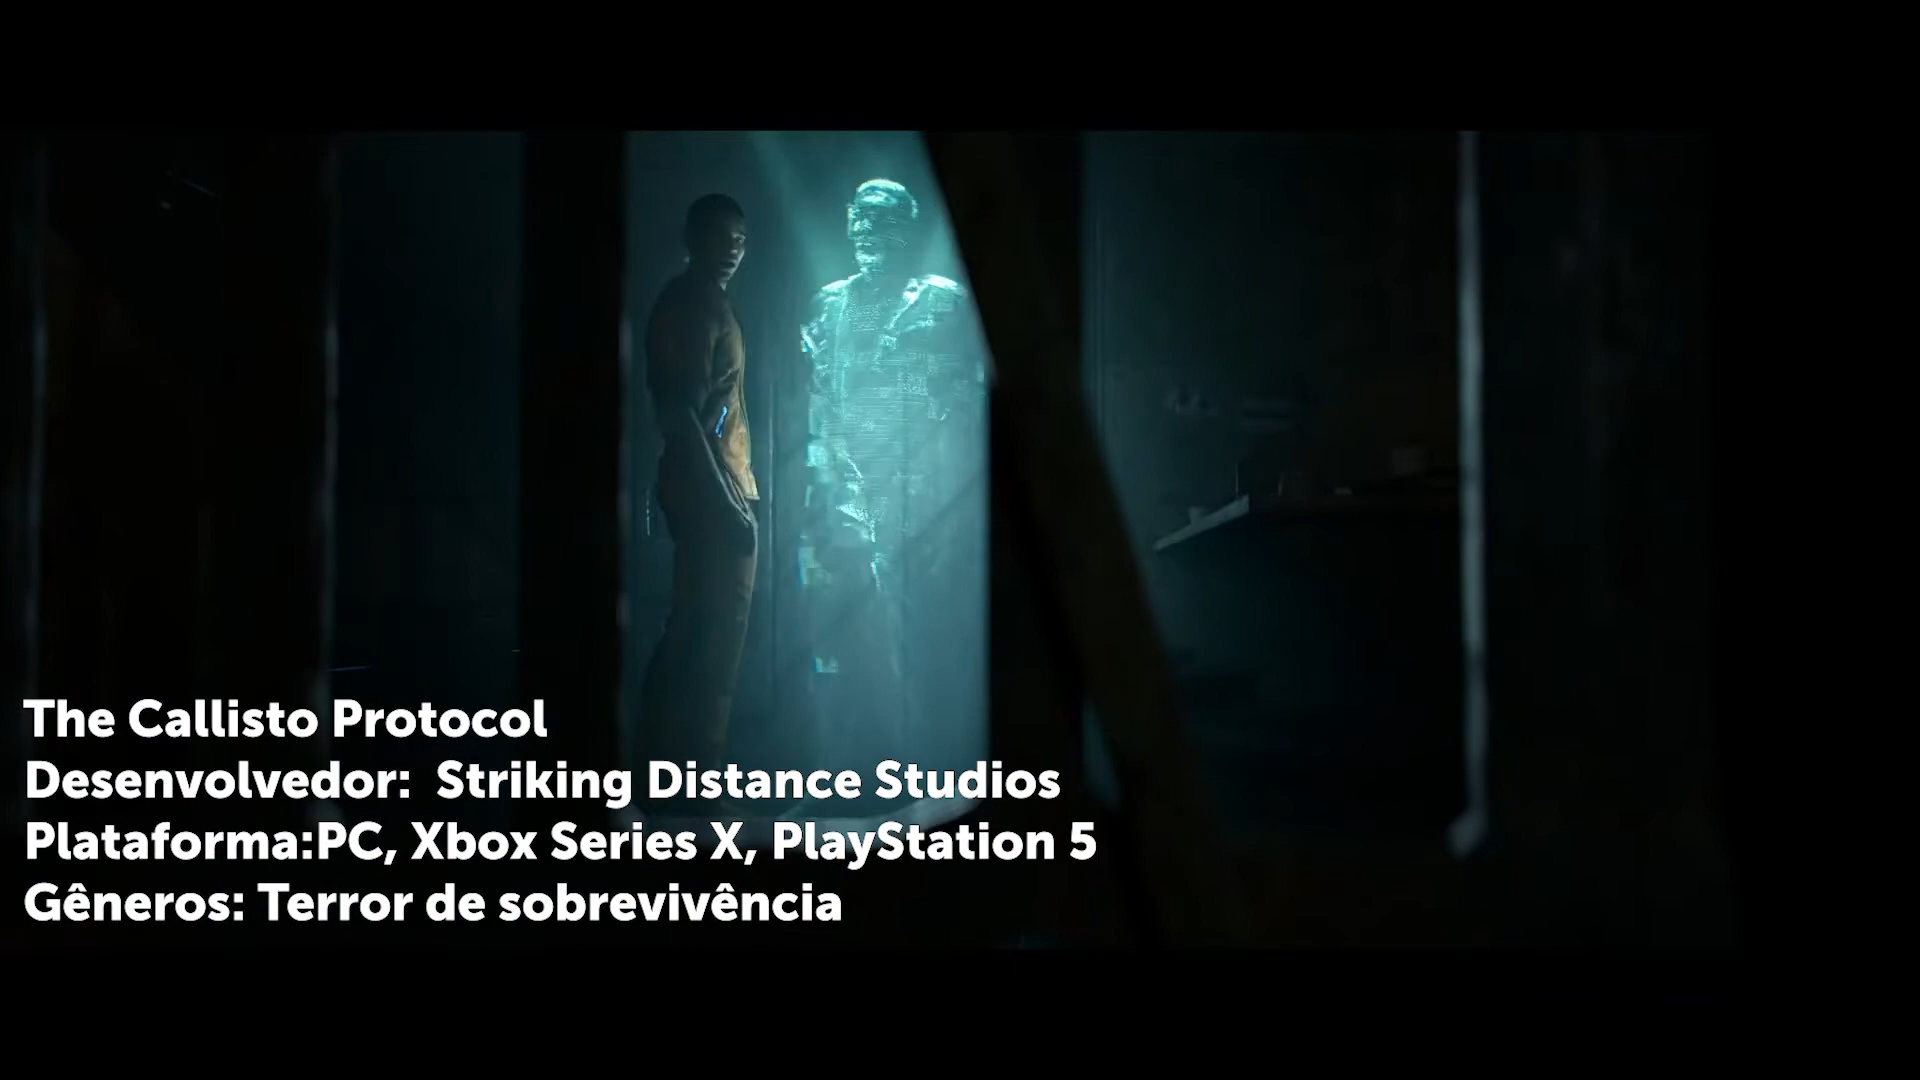 The Callisto Protocol
Desenvolvedor:  Striking Distance Studios
Plataforma:PC, Xbox Series X, PlayStation 5
Gêneros: Terror de sobrevivência